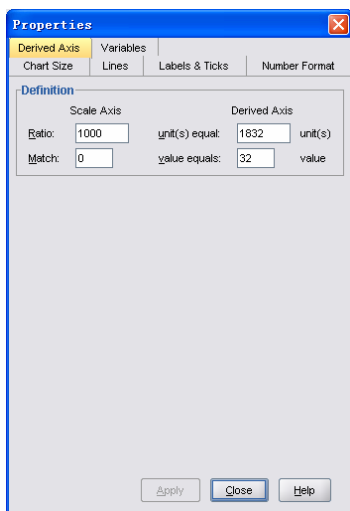 Properties
Derived Axis Variables
Chart Size Lines Labels & Ticks Number Format
Definition
Scale Axis Derived Axis
Ratio: 1000 unit(s) equal: 1832 unit(s)
Match: 0 value equals: 32 value
Apply Close Help